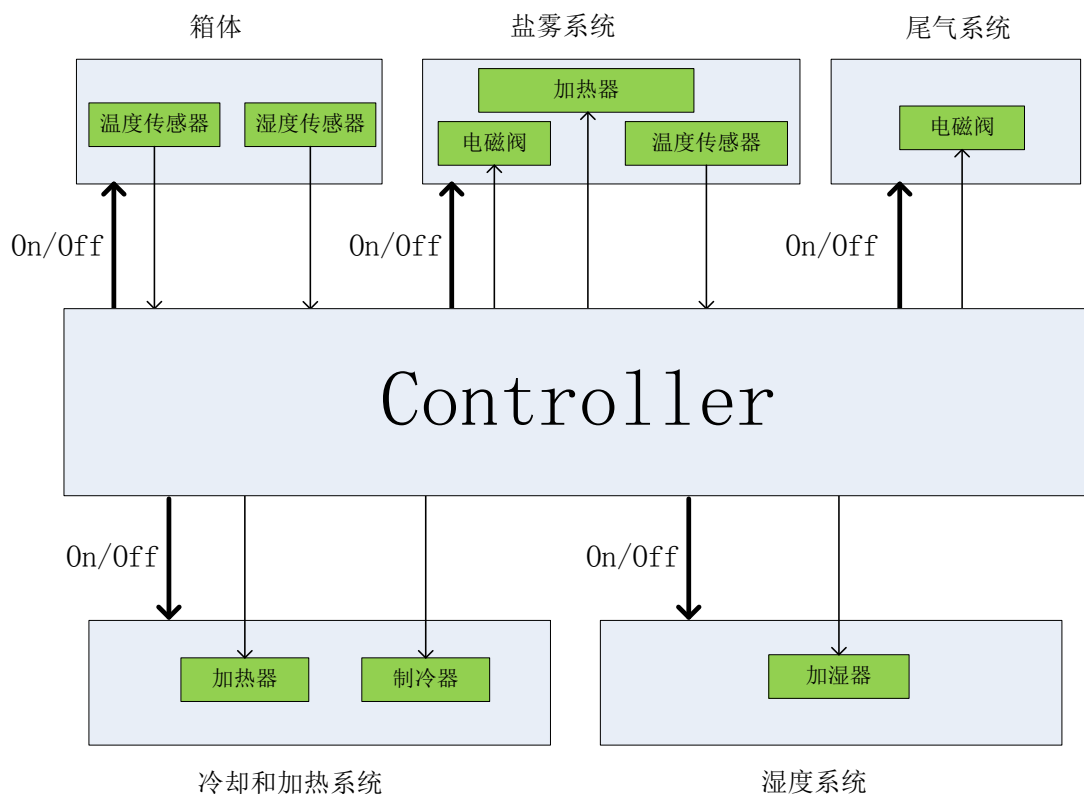 箱体
盐雾系统
尾气系统
加热器
温度传感器
湿度传感器
电磁阀
温度传感器
电磁阀
On/Off
On/Off
On/Off
Controller
On/Off
On/Off
加热器
制冷器
加湿器
冷却和加热系统
湿度系统